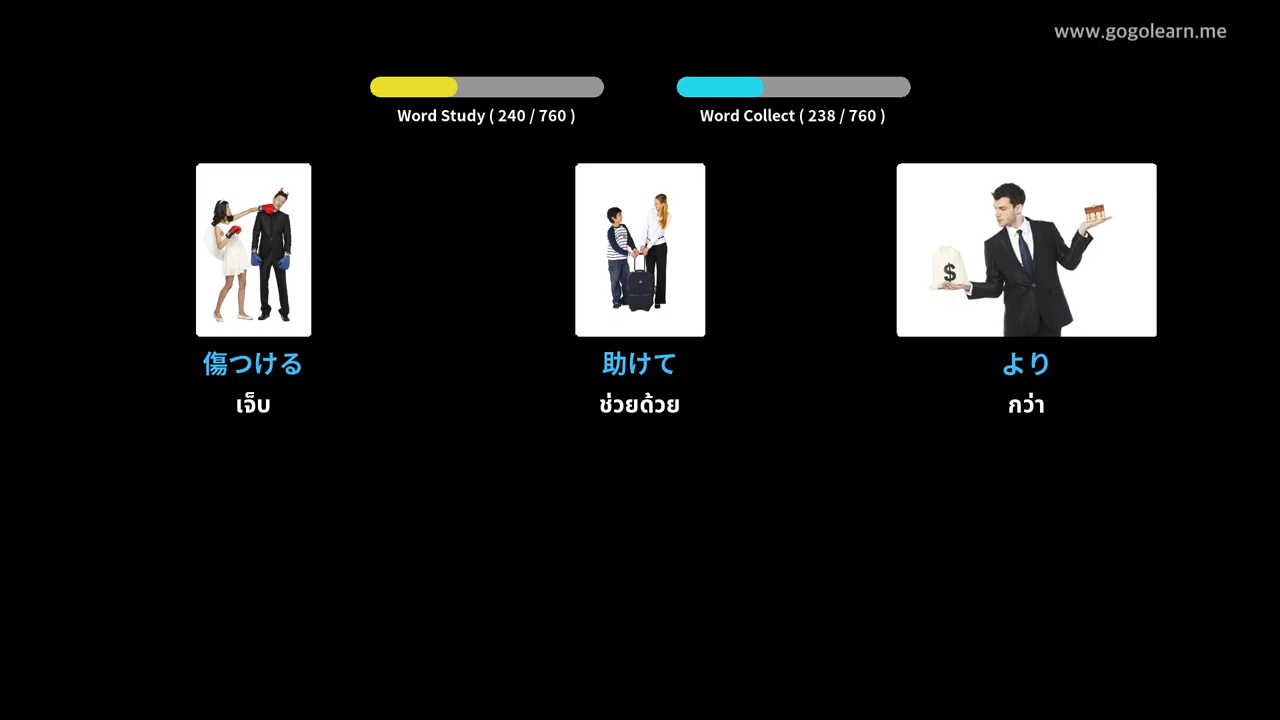 www.gogolearn.me
Word Study ( 240 / 760 )
Word Collect ( 238 / 760 )
$
傷つける
助けて
より
เจ็บ
ช่วยด้วย
กว่า